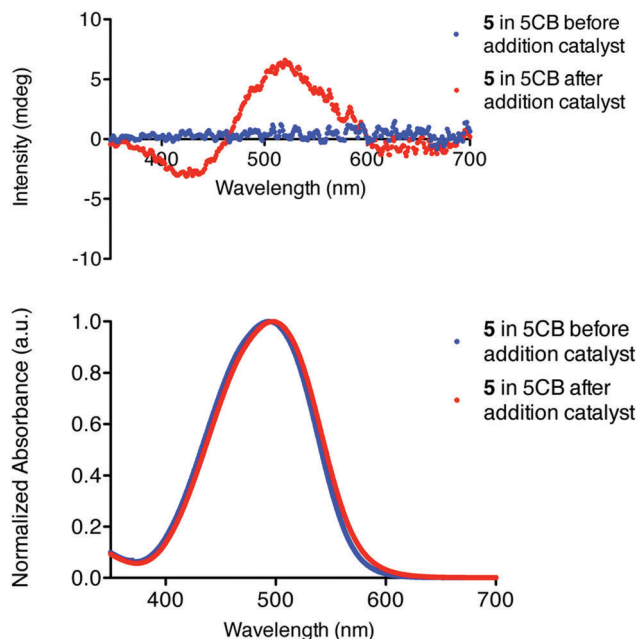 10
5
0
-5
-10
Intensity (mdeg)
400
500
600
700
Wavelength (nm)
5 in 5CB before
addition catalyst
5 in 5CB after
addition catalyst
1.0
0.8
0.6
0.4
0.2
0.0
Normalized Absorbance (a.u.)
400
500
600
700
Wavelength (nm)
5 in 5CB before
addition catalyst
5 in 5CB after
addition catalyst